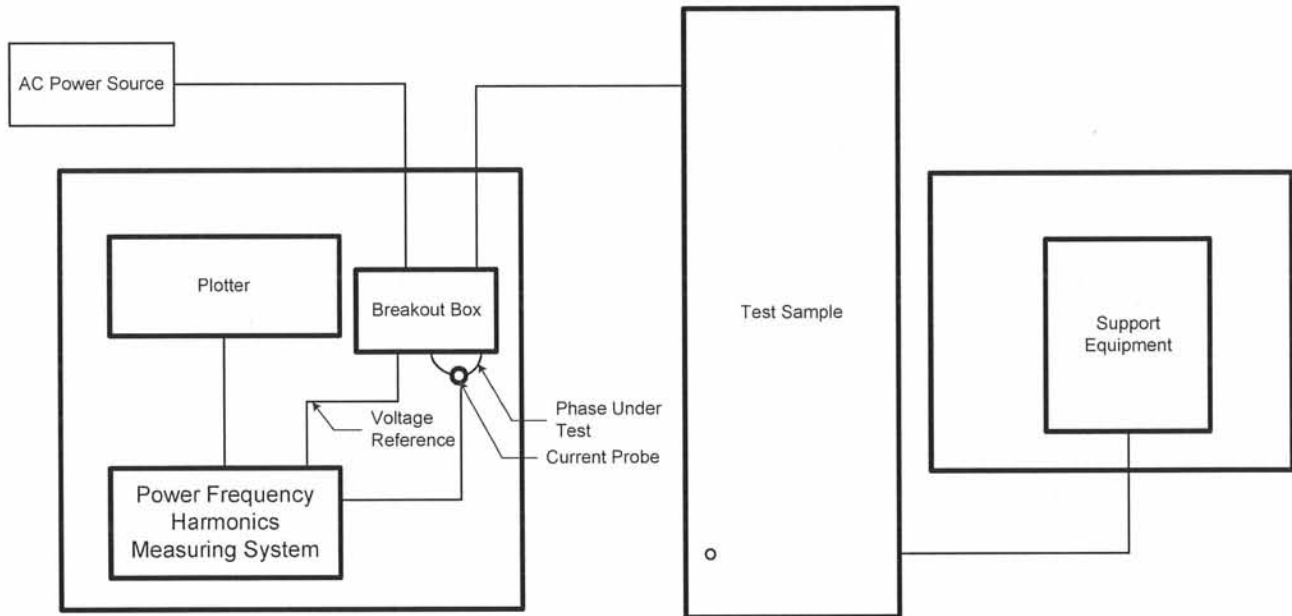 AC Power Source
Plotter
Breakout Box
Test Sample
Support
Equipment
Voltage
Reference
Phase Under
Test
Current Probe
Power Frequency
Harmonics
Measuring System